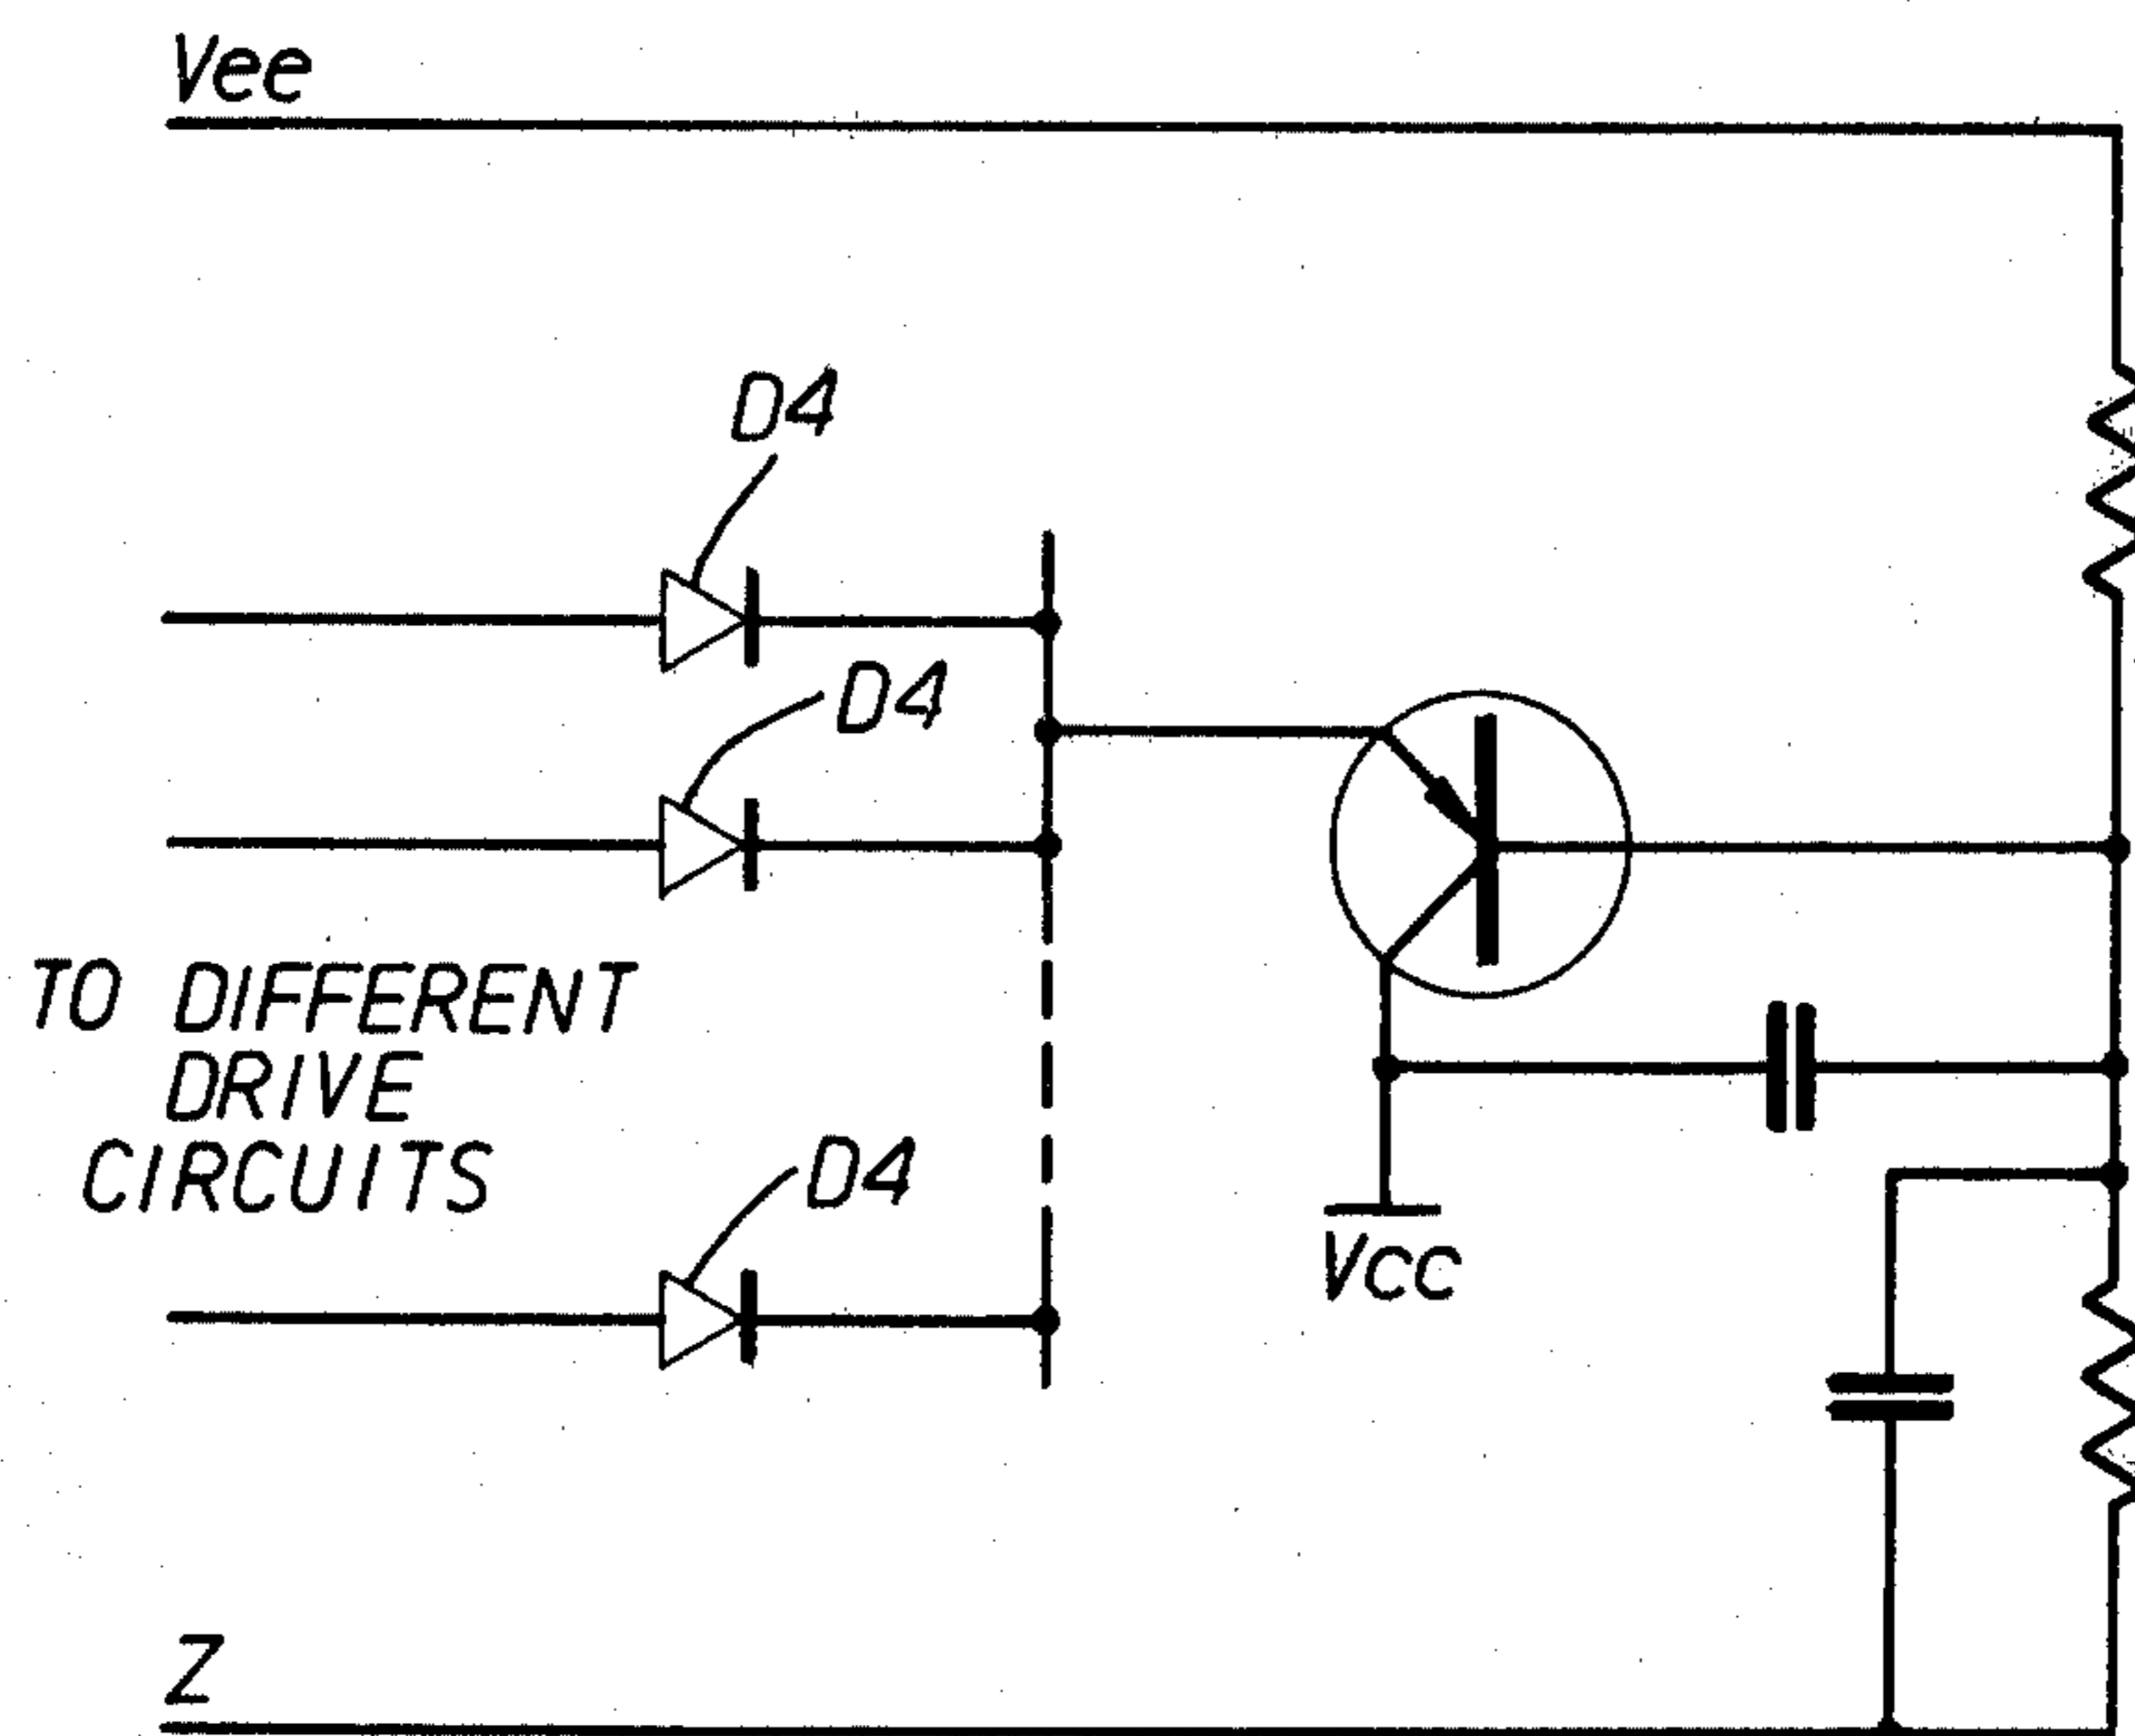 Vee
D4
D4
TO DIFFERENT
DRIVE
CIRCUITS
D4
Vcc
Z